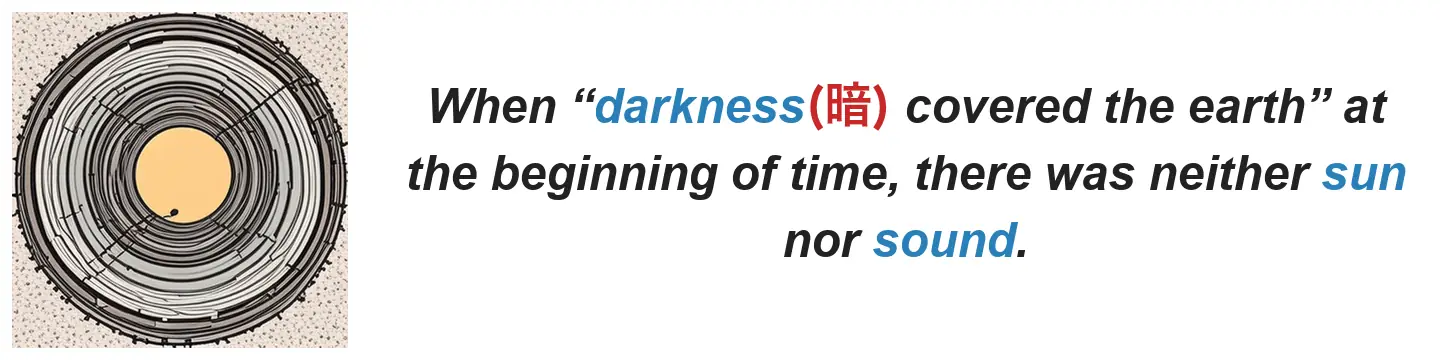 When “darkness(暗) covered the earth” at
the beginning of time, there was neither sun
nor sound.